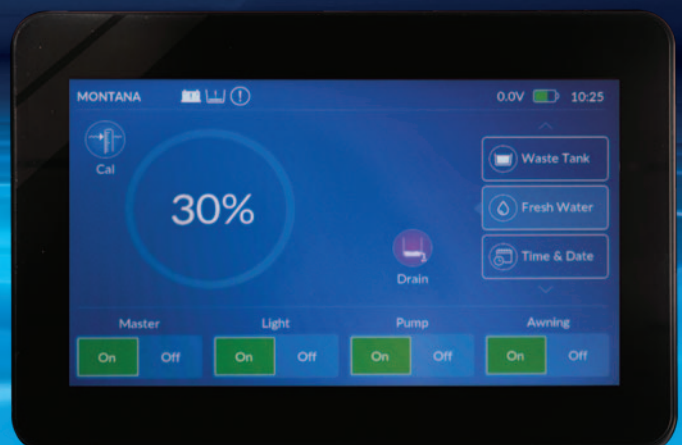 MONTANA 0.0V 10:25
Cal
30%
Waste Tank
Fresh Water
Time & Date
Drain
Master Light Pump Awning
On Off On Off On Off On Off